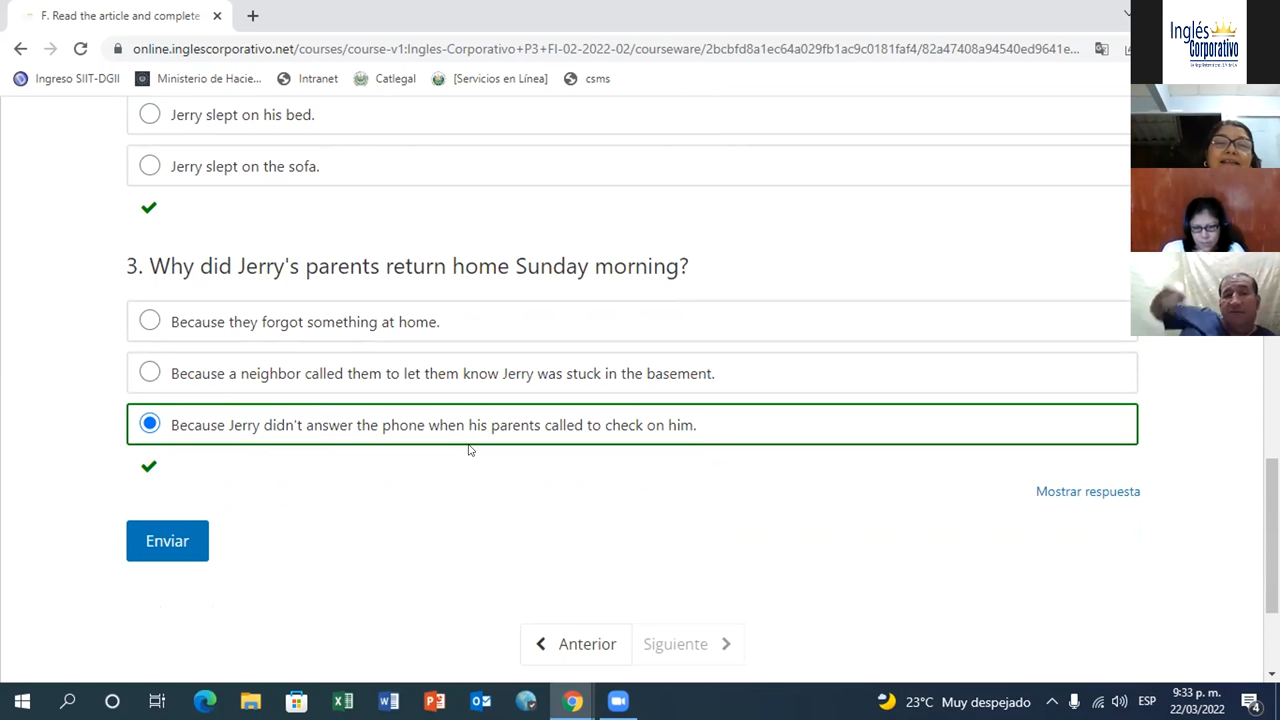 F. Read the article and complete
online.inglescorporativo.net/courses/course-v1:Ingles-Corporativo+P3+FI-02-2022-02/courseware/2bcbfd8a1ec64a029fb1ac9c0181faf4/82a47408a94540ed9641e...
Ingreso SIIT-DGII
Ministerio de Hacie...
Intranet
Catlegal
[Servicios en Línea]
csms
Inglés
Corporativo
Jerry slept on his bed.
Jerry slept on the sofa.
3. Why did Jerry's parents return home Sunday morning?
Because they forgot something at home.
Because a neighbor called them to let them know Jerry was stuck in the basement.
Because Jerry didn't answer the phone when his parents called to check on him.
Mostrar respuesta
Enviar
Anterior
Siguiente
23°C Muy despejado
ESP
9:33 p. m.
22/03/2022
4